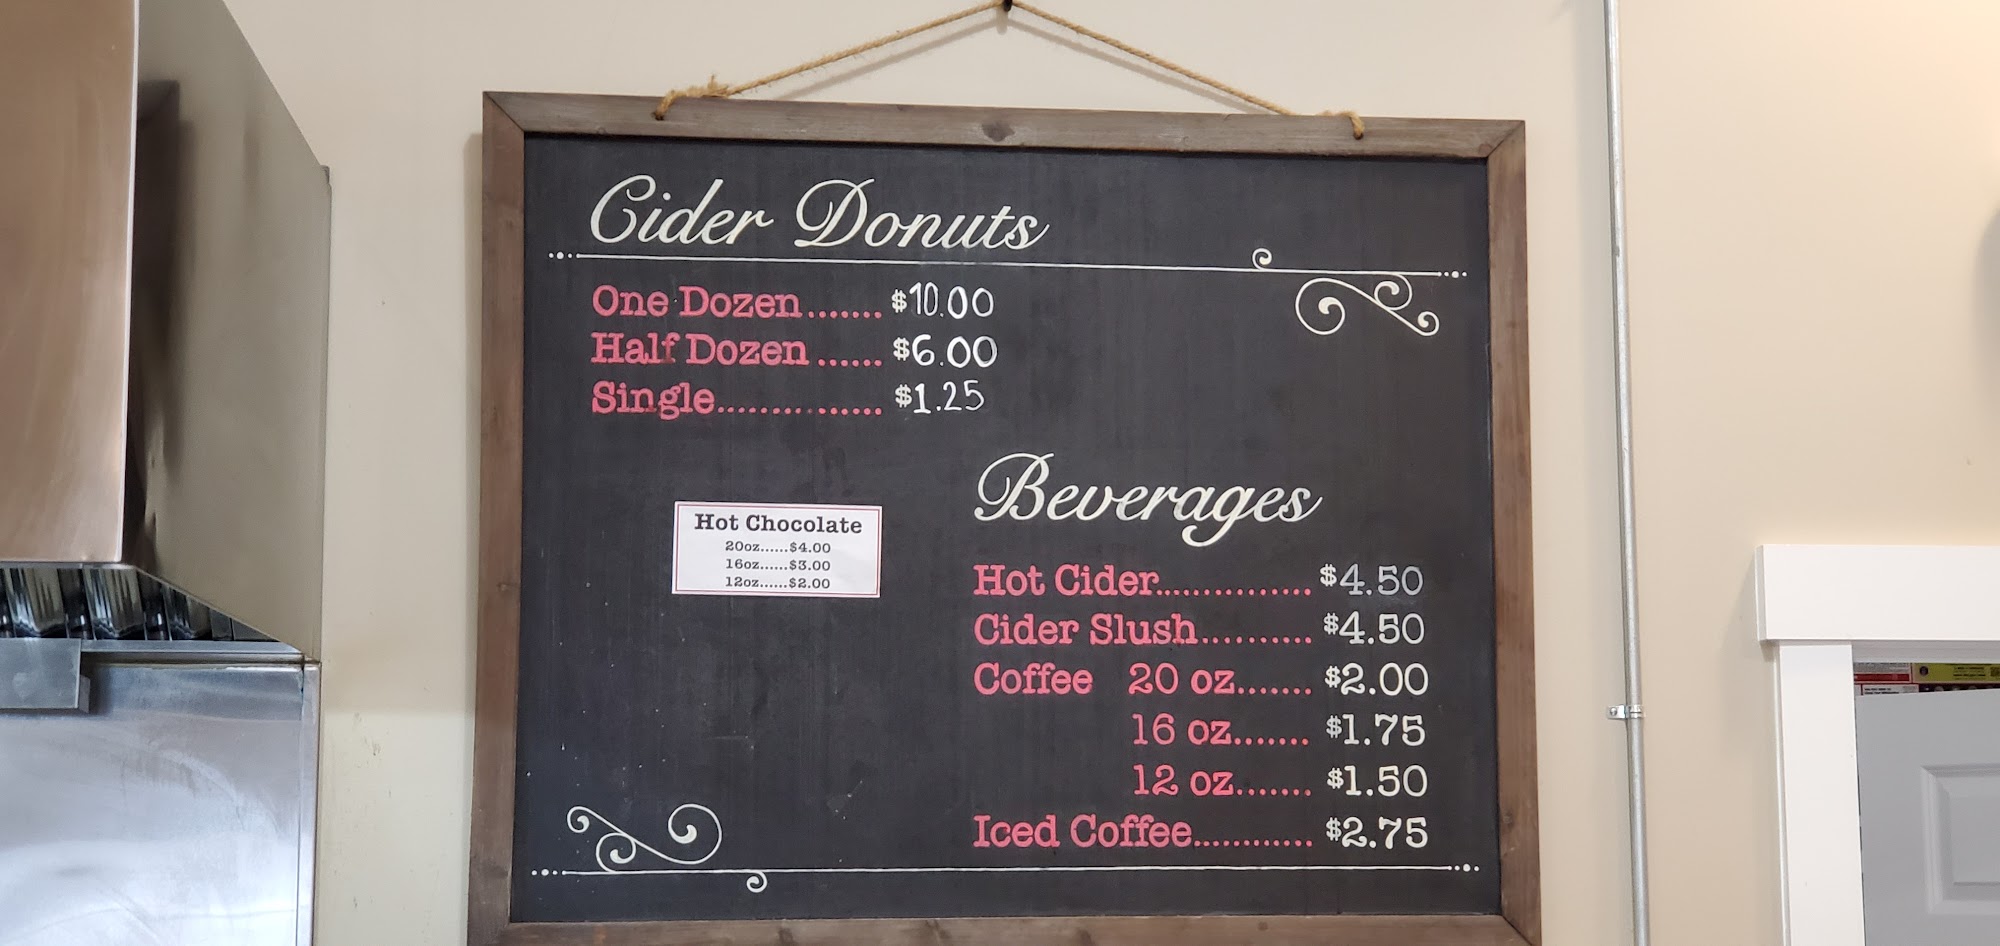 Cider Donuts
One Dozen....... $10.00
Half Dozen ...... $6.00
Single............... $1.25
Hot Chocolate
20oz......$4.00
16oz......$3.00
12oz......$2.00
Beverages
Hot Cider............... $4.50
Cider Slush.......... $4.50
Coffee 20 oz....... $2.00
16 oz....... $1.75
12 oz....... $1.50
Iced Coffee............ $2.75